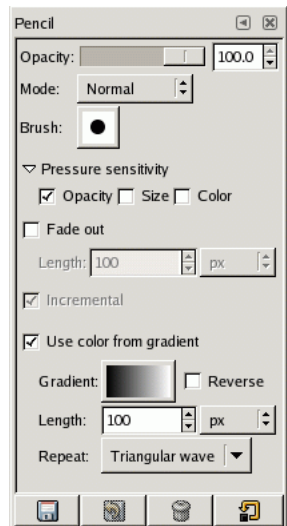 Pencil
Opacity: 100.0
Mode: Normal
Brush:
Pressure sensitivity
Opacity Size Color
Fade out
Length: 100 px
Incremental
Use color from gradient
Gradient: Reverse
Length: 100 px
Repeat: Triangular wave